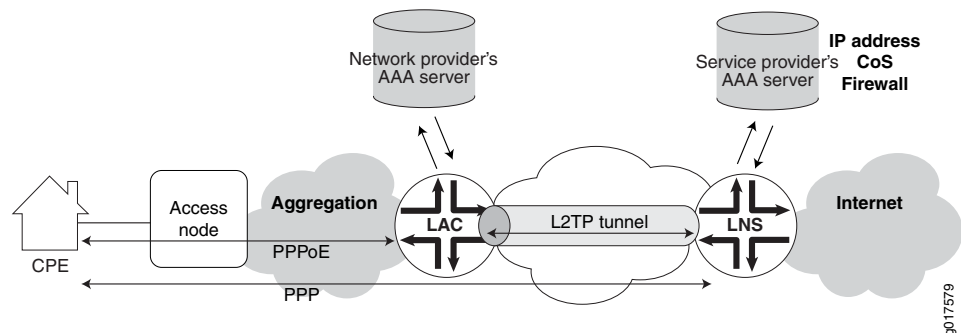 Network provider's
AAA server
Service provider's
AAA server
IP address
CoS
Firewall
Access
node
Aggregation
LAC
L2TP tunnel
LNS
Internet
PPPoE
CPE
PPP
g017579